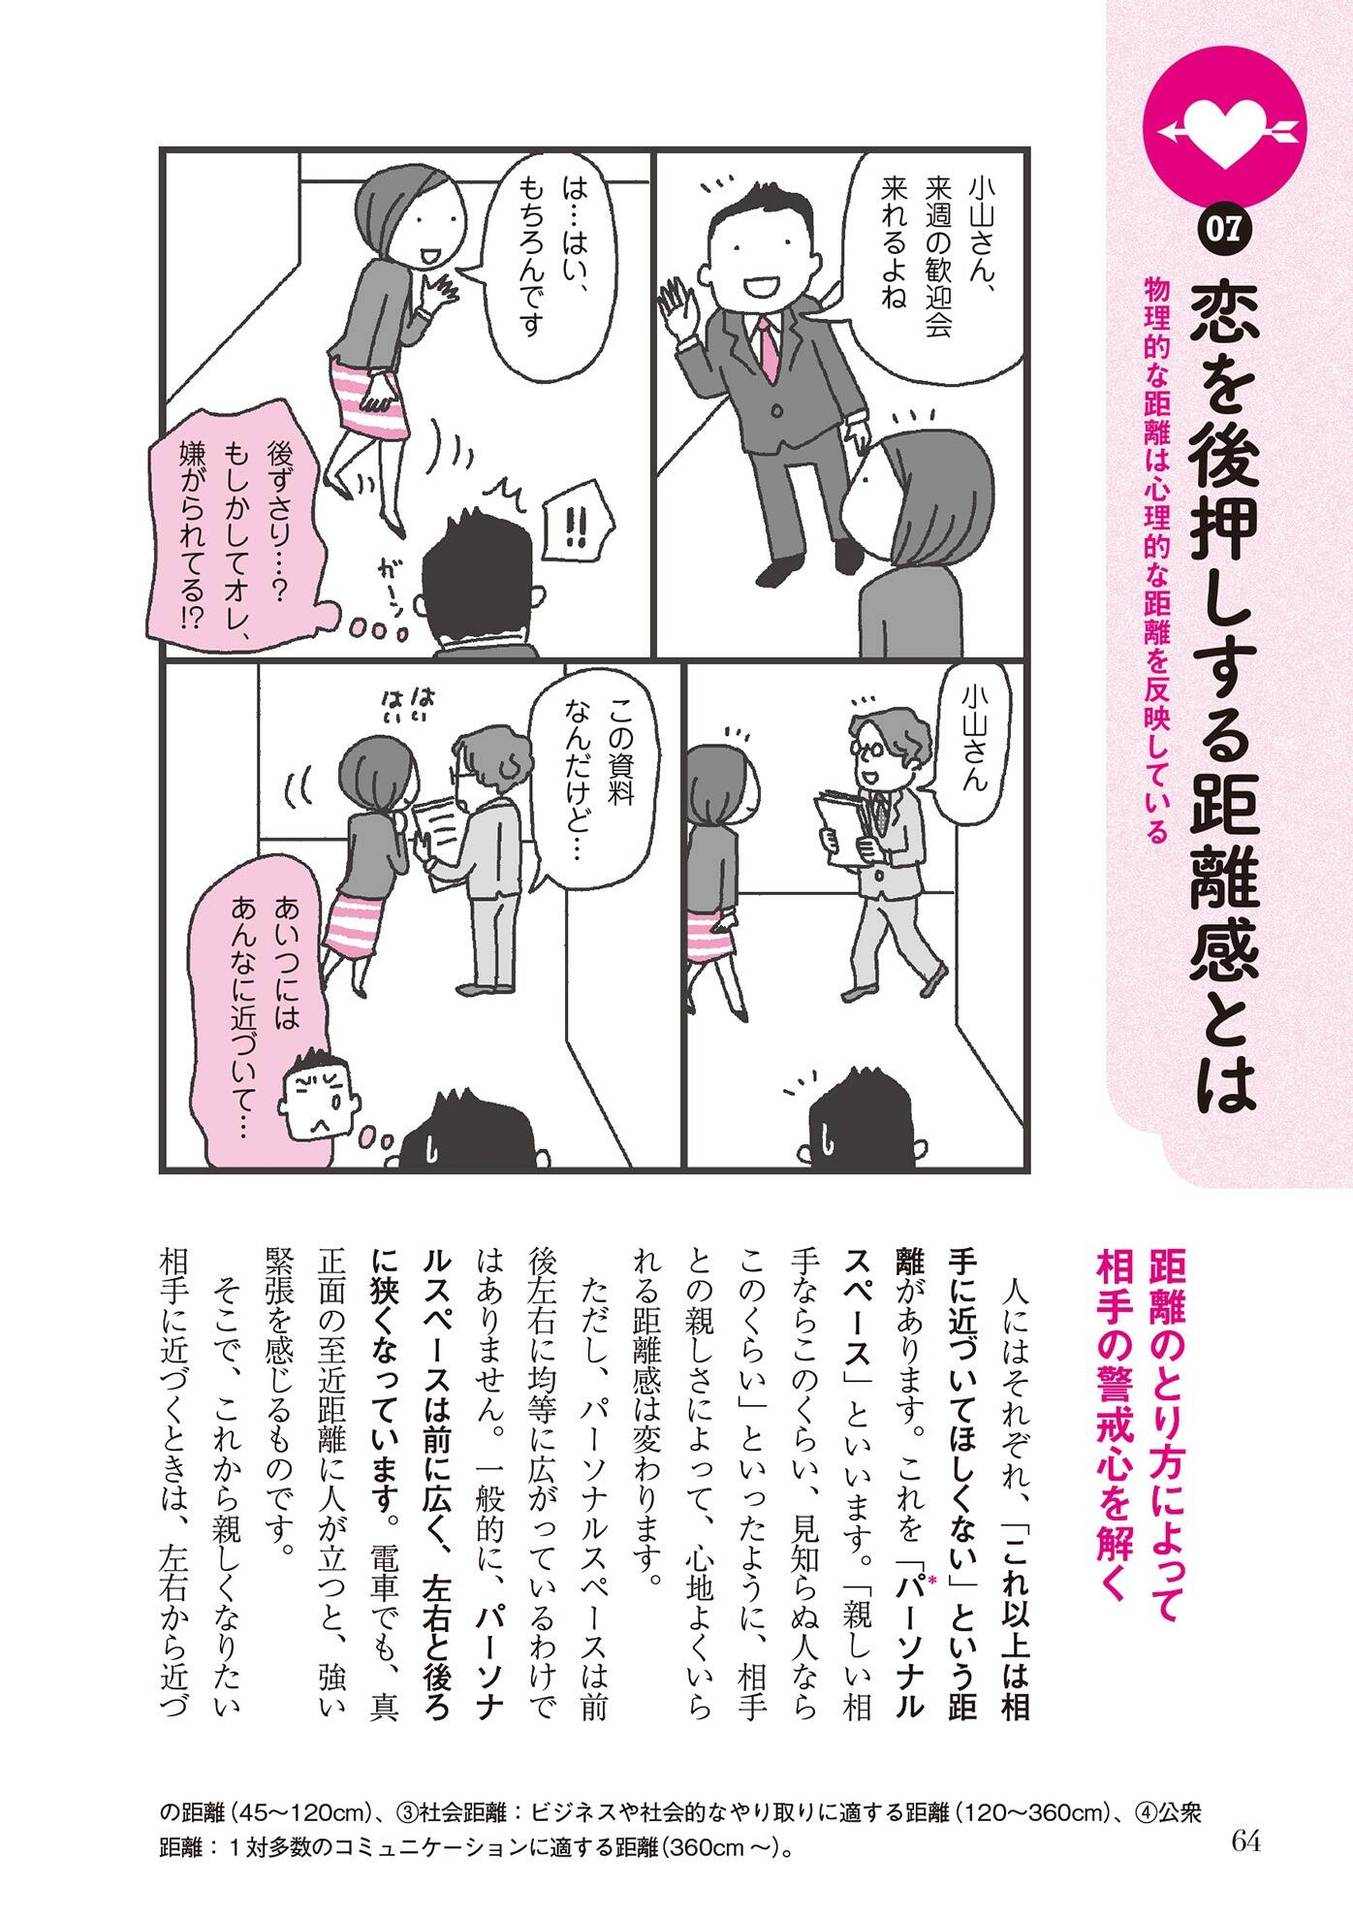 07
恋を後押しする距離感とは
物理的な距離は心理的な距離を反映している
小山さん、
来週の歓迎会
来れるよね
は…はい、
もちろんです
!!
ガーン
後ずさり…?
もしかしてオレ、
嫌がられてる!?
小山さん
この資料
なんだけど…
はい
はい
あいつには
あんなに近づいて…
距離のとり方によって
相手の警戒心を解く
人にはそれぞれ、「これ以上は相
手に近づいてほしくない」という距
離があります。これを「パーソナル
*
スペース」といいます。「親しい相
手ならこのくらい、見知らぬ人なら
このくらい」といったように、相手
との親しさによって、心地よくいら
れる距離感は変わります。
ただし、パーソナルスペースは前
後左右に均等に広がっているわけで
はありません。一般的に、パーソナ
ルスペースは前に広く、左右と後ろ
に狭くなっています。電車でも、真
正面の至近距離に人が立つと、強い
緊張を感じるものです。
そこで、これから親しくなりたい
相手に近づくときは、左右から近づ
の距離(45〜120cm)、③社会距離：ビジネスや社会的なやり取りに適する距離(120〜360cm)、④公衆
距離：1対多数のコミュニケーションに適する距離(360cm〜)。
64